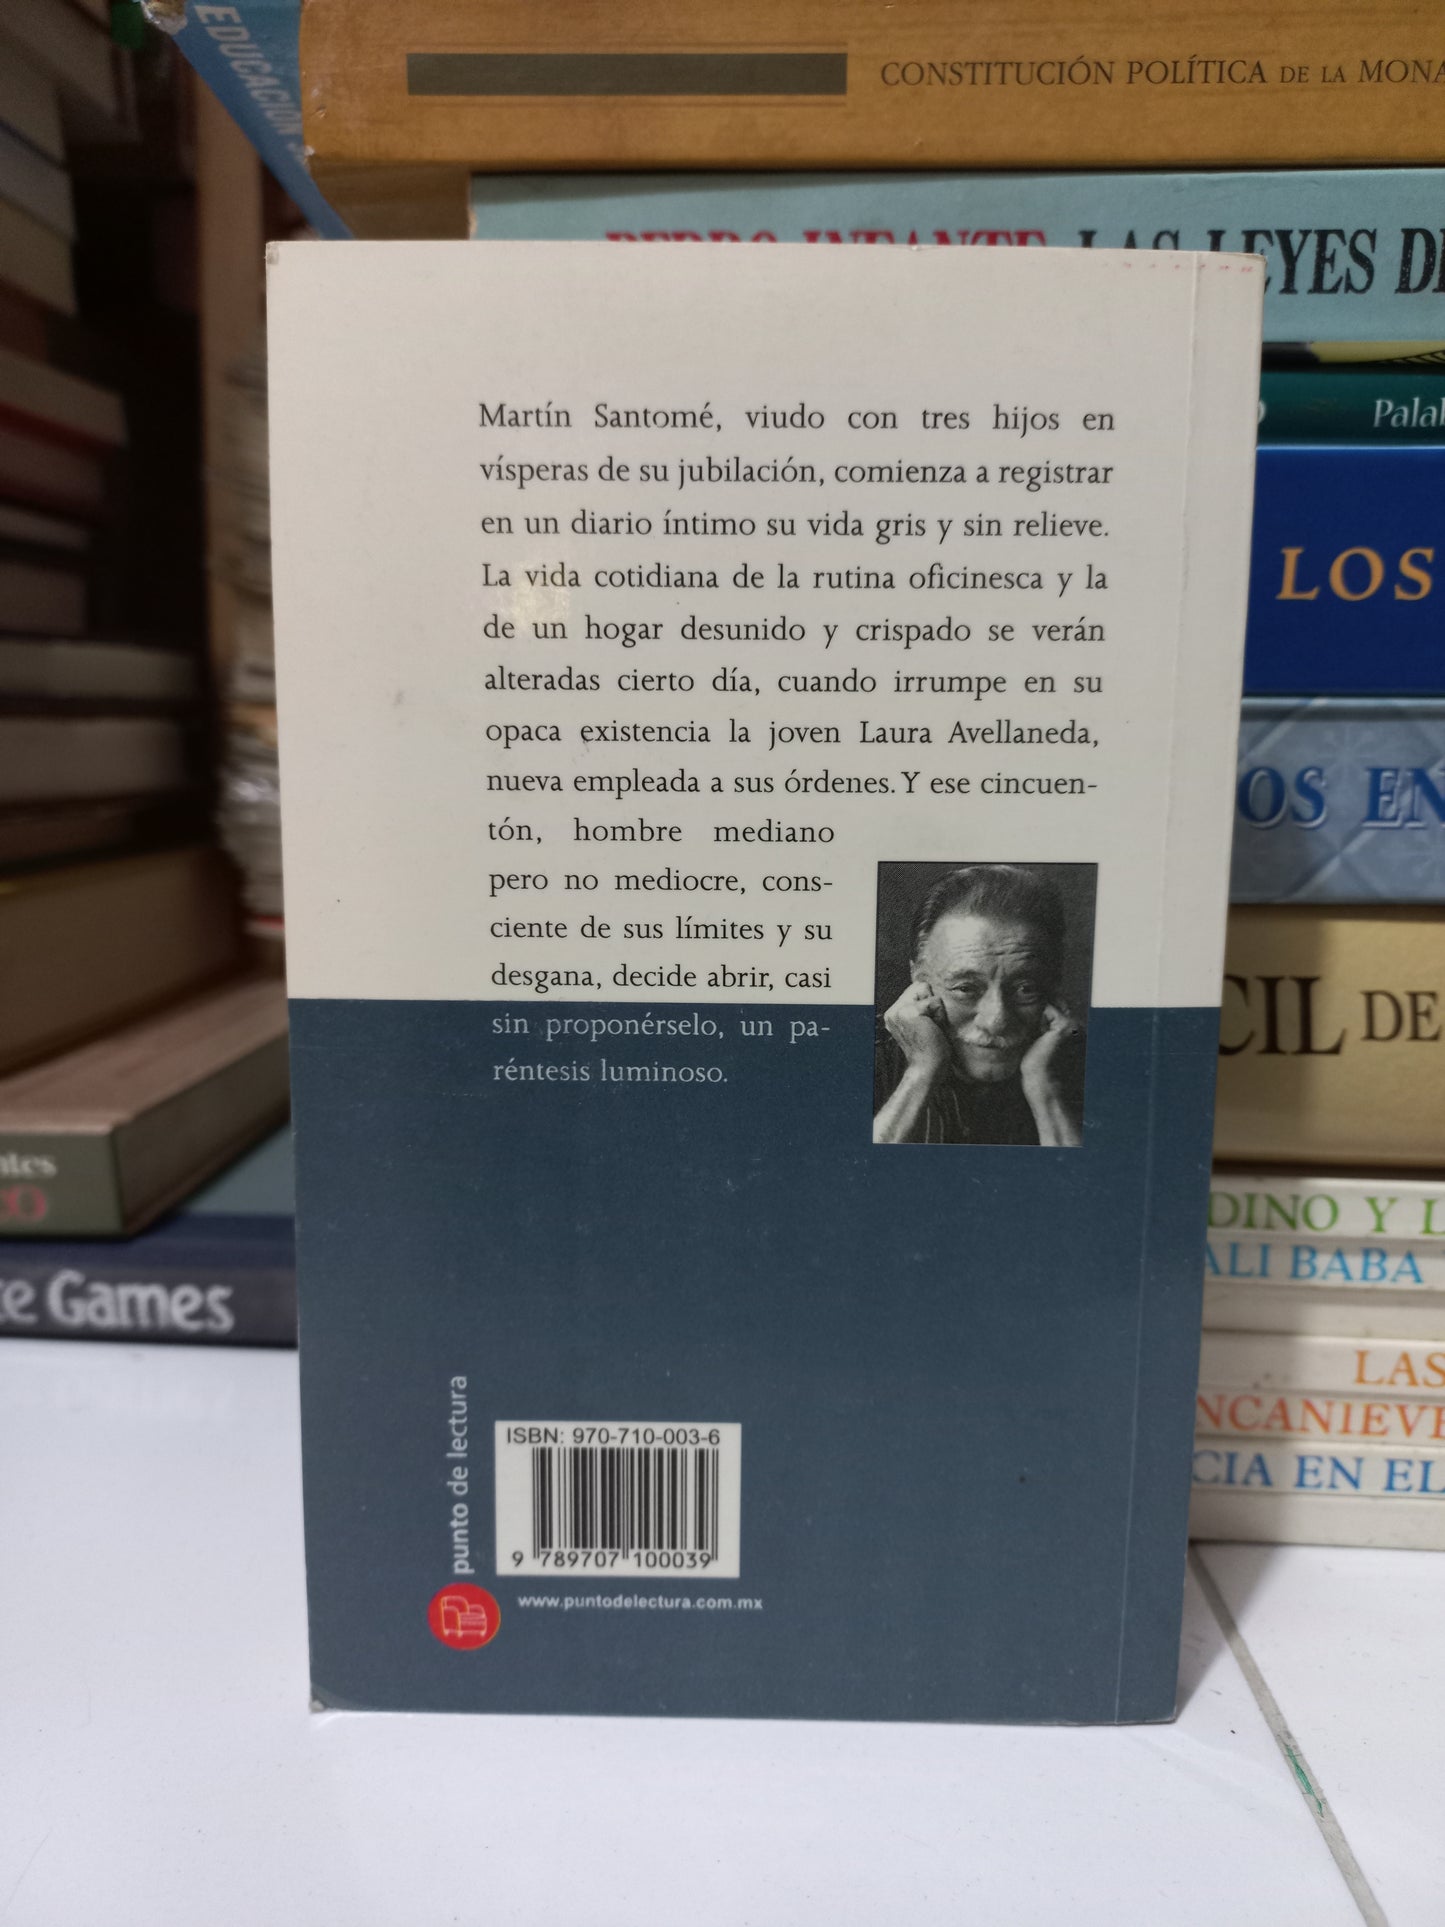 EDUCACIÓN
CONSTITUCIÓN POLÍTICA DE LA
PEDRO INFANTE LAS LEYES
Martín Santomé, viudo con tres hijos en
vísperas de su jubilación, comienza a registrar
en un diario íntimo su vida gris y sin relieve.
La vida cotidiana de la rutina oficinesca y la
de un hogar desunido y crispado se verán
alteradas cierto día, cuando irrumpe en su
opaca existencia la joven Laura Avellaneda,
nueva empleada a sus órdenes. Y ese cincuen-
tón, hombre mediano
pero no mediocre, cons-
ciente de sus límites y su
desgana, decide abrir, casi
sin proponérselo, un pa-
réntesis luminoso.
punto de lectura
ISBN: 970-710-003-6
9 789707 100039
www.puntodelectura.com.mx
LOS
OS EN
CIL DE
DINO Y L
ALI BABA
LAS
NCANIEVE
CIA EN EL
Games